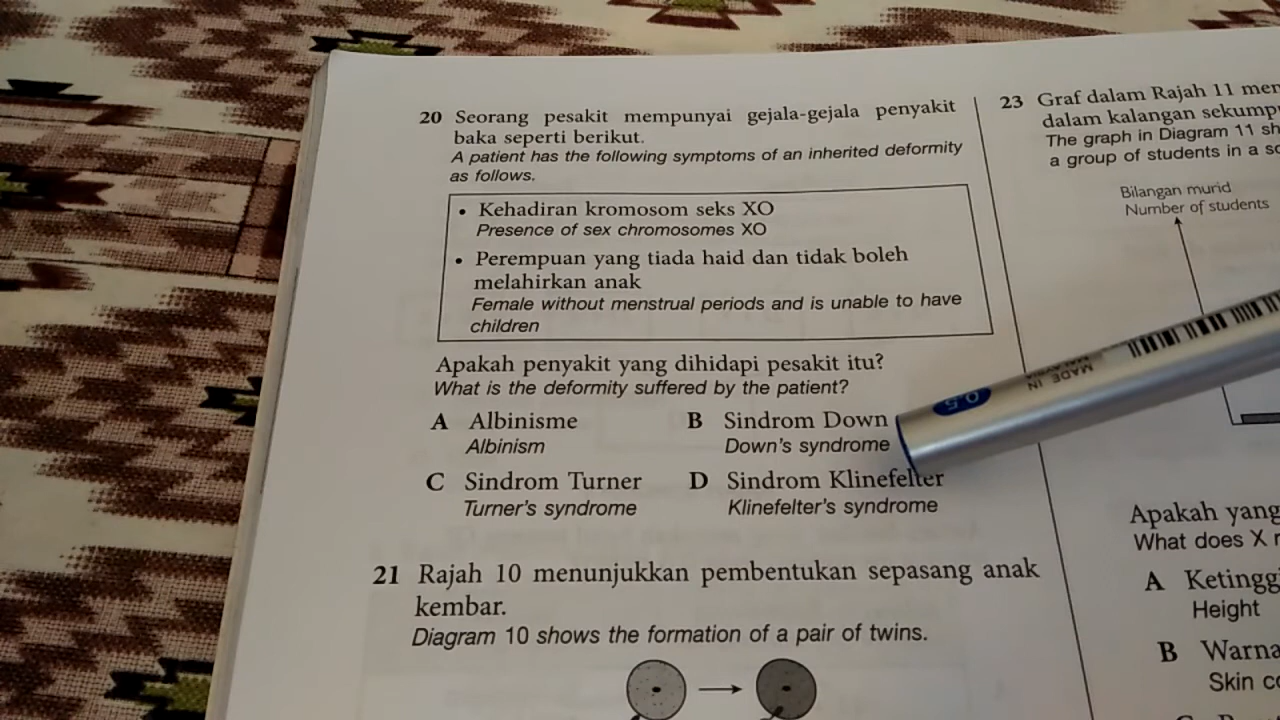 20 Seorang pesakit mempunyai gejala-gejala penyakit
baka seperti berikut.
A patient has the following symptoms of an inherited deformity
as follows.
• Kehadiran kromosom seks XO
Presence of sex chromosomes XO
• Perempuan yang tiada haid dan tidak boleh
melahirkan anak
Female without menstrual periods and is unable to have
children
Apakah penyakit yang dihidapi pesakit itu?
What is the deformity suffered by the patient?
A Albinisme B Sindrom Down
Albinism Down's syndrome
C Sindrom Turner D Sindrom Klinefelter
Turner's syndrome Klinefelter's syndrome
21 Rajah 10 menunjukkan pembentukan sepasang anak
kembar.
Diagram 10 shows the formation of a pair of twins.
23 Graf dalam Rajah 11
dalam kalangan
The graph in Diagram 11
a group of students in a
Bilangan murid
Number of students
0.5
MADE IN
MALAYSIA
Apakah yang
What does X
A
Height
B
Skin